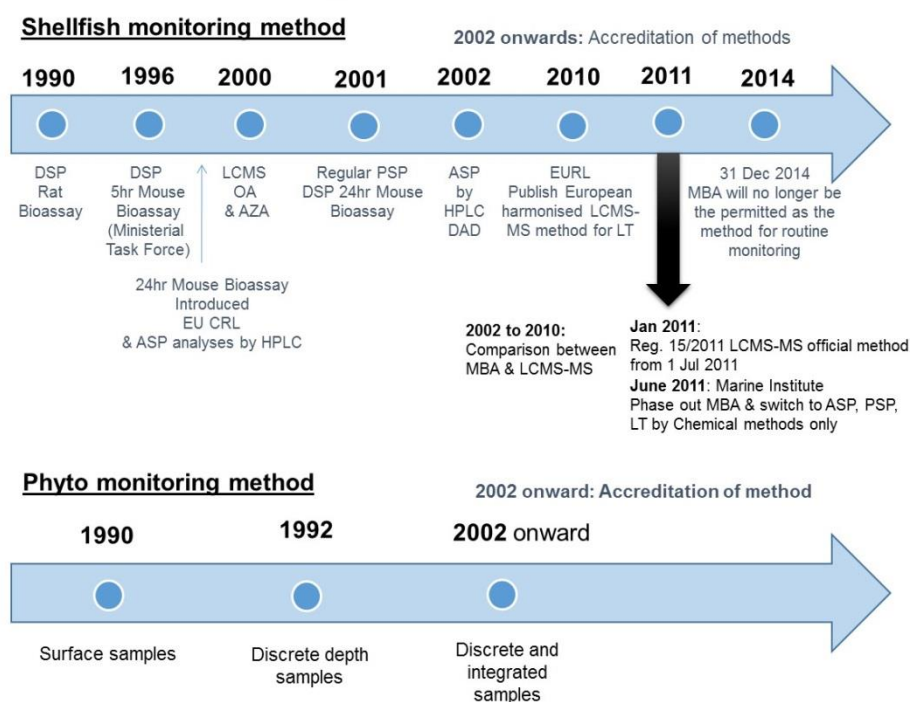 Shellfish monitoring method
2002 onwards: Accreditation of methods
1990
1996
2000
2001
2002
2010
2011
2014
DSP
Rat
Bioassay
DSP
5hr Mouse
Bioassay
(Ministerial
Task Force)
LCMS
OA
& AZA
Regular PSP
DSP 24hr Mouse
Bioassay
ASP
by
HPLC
DAD
EURL
Publish European
harmonised LCMS-
MS method for LT
31 Dec 2014
MBA will no longer be
the permitted as the
method for routine
monitoring
24hr Mouse Bioassay
Introduced
EU CRL
& ASP analyses by HPLC
2002 to 2010:
Comparison between
MBA & LCMS-MS
Jan 2011:
Reg. 15/2011 LCMS-MS official method
from 1 Jul 2011
June 2011: Marine Institute
Phase out MBA & switch to ASP, PSP,
LT by Chemical methods only
Phyto monitoring method
2002 onward: Accreditation of method
1990
1992
2002 onward
Surface samples
Discrete depth
samples
Discrete and
integrated
samples